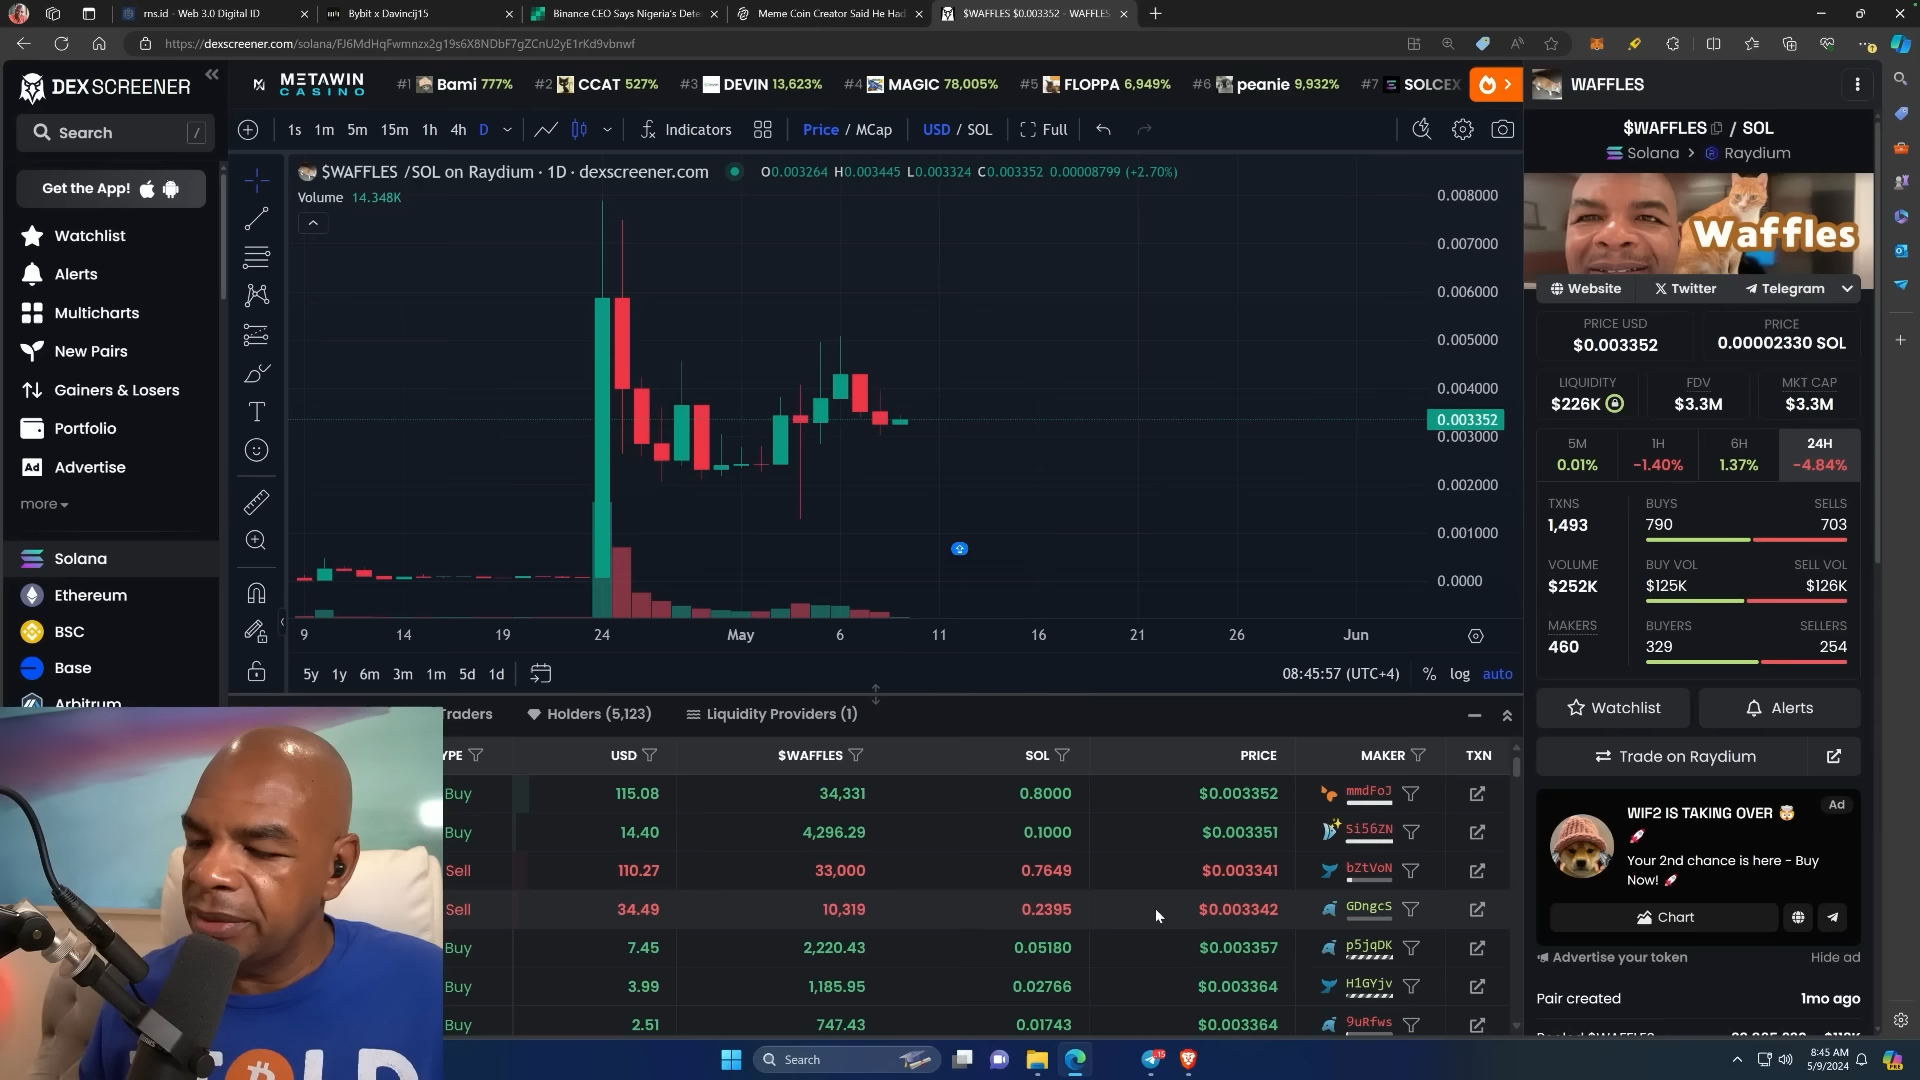 ms.id - Web 3.0 Digital ID
Bybit x Davincij15
Binance CEO Says Nigeria's Dete
Meme Coin Creator Said He Had
$WAFFLES $0.003352 - WAFFLES
https://dexscreener.com/solana/FJ6MdHqFwmnzx2g19s6X8NDbF7gZCnU2yE1rKd9vbnwf
DEX SCREENER
Search /
Get the App!
Watchlist
Alerts
Multicharts
New Pairs
Gainers & Losers
Portfolio
Ad Advertise
more
Solana
Ethereum
BSC
Base
Arbitrum
METAWIN CASINO
#1 Bami 777%
#2 CCAT 527%
#3 DEVIN 13,623%
#4 MAGIC 78,005%
#5 FLOPPA 6,949%
#6 peanie 9,932%
#7 SOLCEX
1s 1m 5m 15m 1h 4h D Indicators Price / MCap USD / SOL Full
$WAFFLES /SOL on Raydium · 1D · dexscreener.com O0.003264 H0.003445 L0.003324 C0.003352 0.00008799 (+2.70%)
Volume 14.348K
0.008000
0.007000
0.006000
0.005000
0.004000
0.003352
0.003000
0.002000
0.001000
0.0000
9 14 19 24 May 6 11 16 21 26 Jun
5y 1y 6m 3m 1m 5d 1d 08:45:57 (UTC+4) % log auto
raders Holders (5,123) Liquidity Providers (1)
YPE USD $WAFFLES SOL PRICE MAKER TXN
Buy 115.08 34,331 0.8000 $0.003352 mmdFoJ
Buy 14.40 4,296.29 0.1000 $0.003351 Si56ZN
Sell 110.27 33,000 0.7649 $0.003341 bZtVoN
Sell 34.49 10,319 0.2395 $0.003342 GDngcS
Buy 7.45 2,220.43 0.05180 $0.003357 p5jqDK
Buy 3.99 1,185.95 0.02766 $0.003364 H1GYjv
Buy 2.51 747.43 0.01743 $0.003364 9uRfws
WAFFLES
$WAFFLES / SOL
Solana > Raydium
Waffles
Website Twitter Telegram
PRICE USD
$0.003352
PRICE
0.00002330 SOL
LIQUIDITY
$226K
FDV
$3.3M
MKT CAP
$3.3M
5M
0.01%
1H
-1.40%
6H
1.37%
24H
-4.84%
TXNS
1,493
BUYS
790
SELLS
703
VOLUME
$252K
BUY VOL
$125K
SELL VOL
$126K
MAKERS
460
BUYERS
329
SELLERS
254
Watchlist
Alerts
Trade on Raydium
WIF2 IS TAKING OVER
Ad
Your 2nd chance is here - Buy
Now!
Chart
Advertise your token
Hide ad
Pair created 1mo ago
Search
15
8:45 AM
5/9/2024